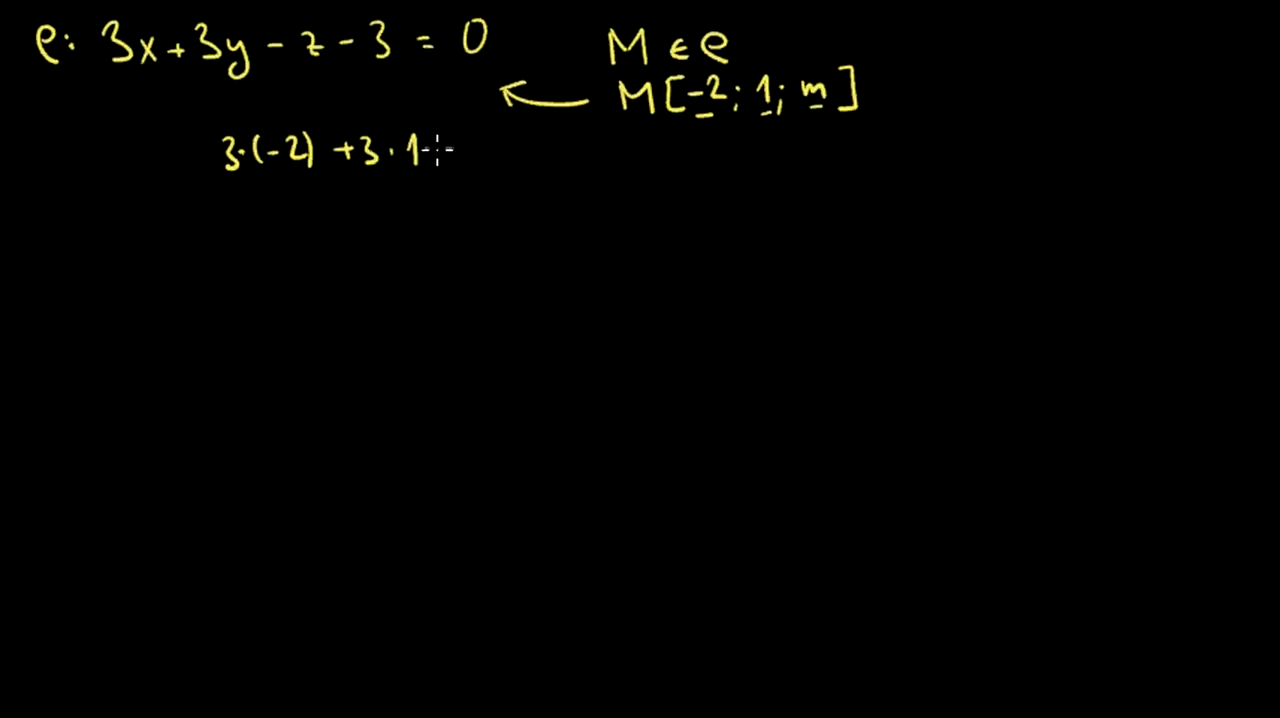 ρ: 3x + 3y - z - 3 = 0
M ∈ ρ
M[-2; 1; m]
3·(-2) + 3·1 -